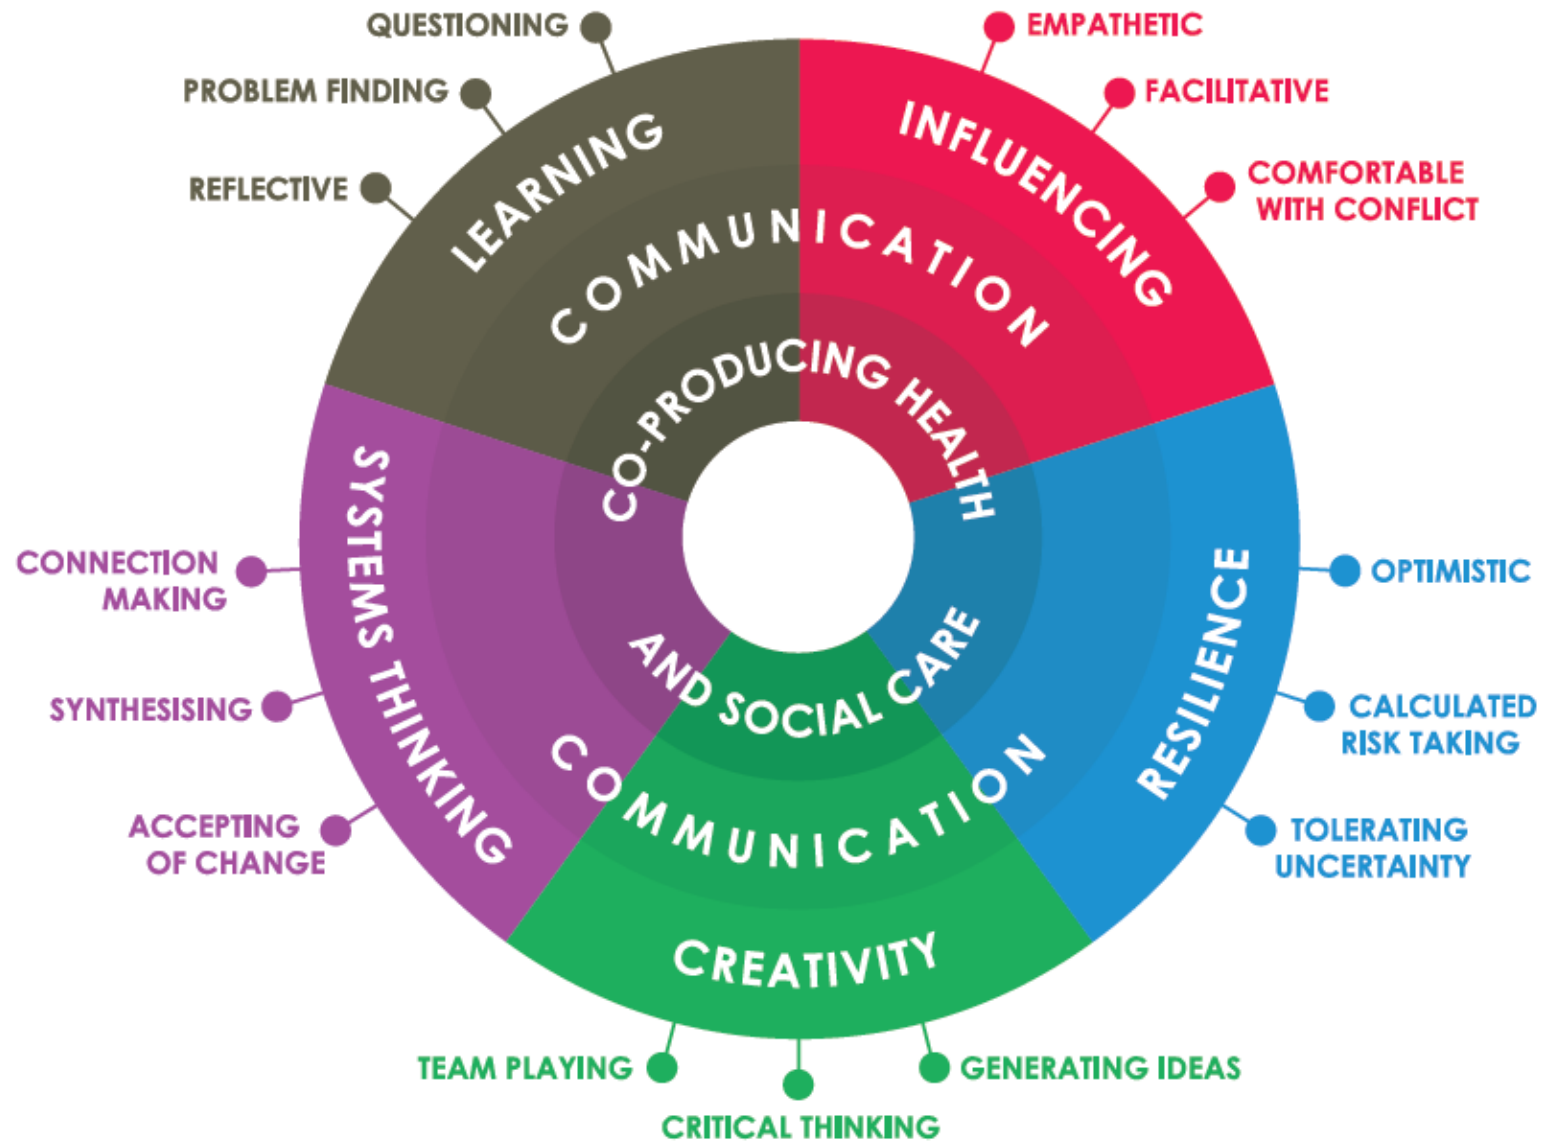 QUESTIONING
PROBLEM FINDING
REFLECTIVE
LEARNING
EMPATHETIC
FACILITATIVE
COMFORTABLE
WITH CONFLICT
INFLUENCING
COMMUNICATION
CO-PRODUCING HEALTH
AND SOCIAL CARE
COMMUNICATION
SYSTEMS THINKING
CONNECTION
MAKING
SYNTHESISING
ACCEPTING
OF CHANGE
RESILIENCE
OPTIMISTIC
CALCULATED
RISK TAKING
TOLERATING
UNCERTAINTY
CREATIVITY
TEAM PLAYING
CRITICAL THINKING
GENERATING IDEAS